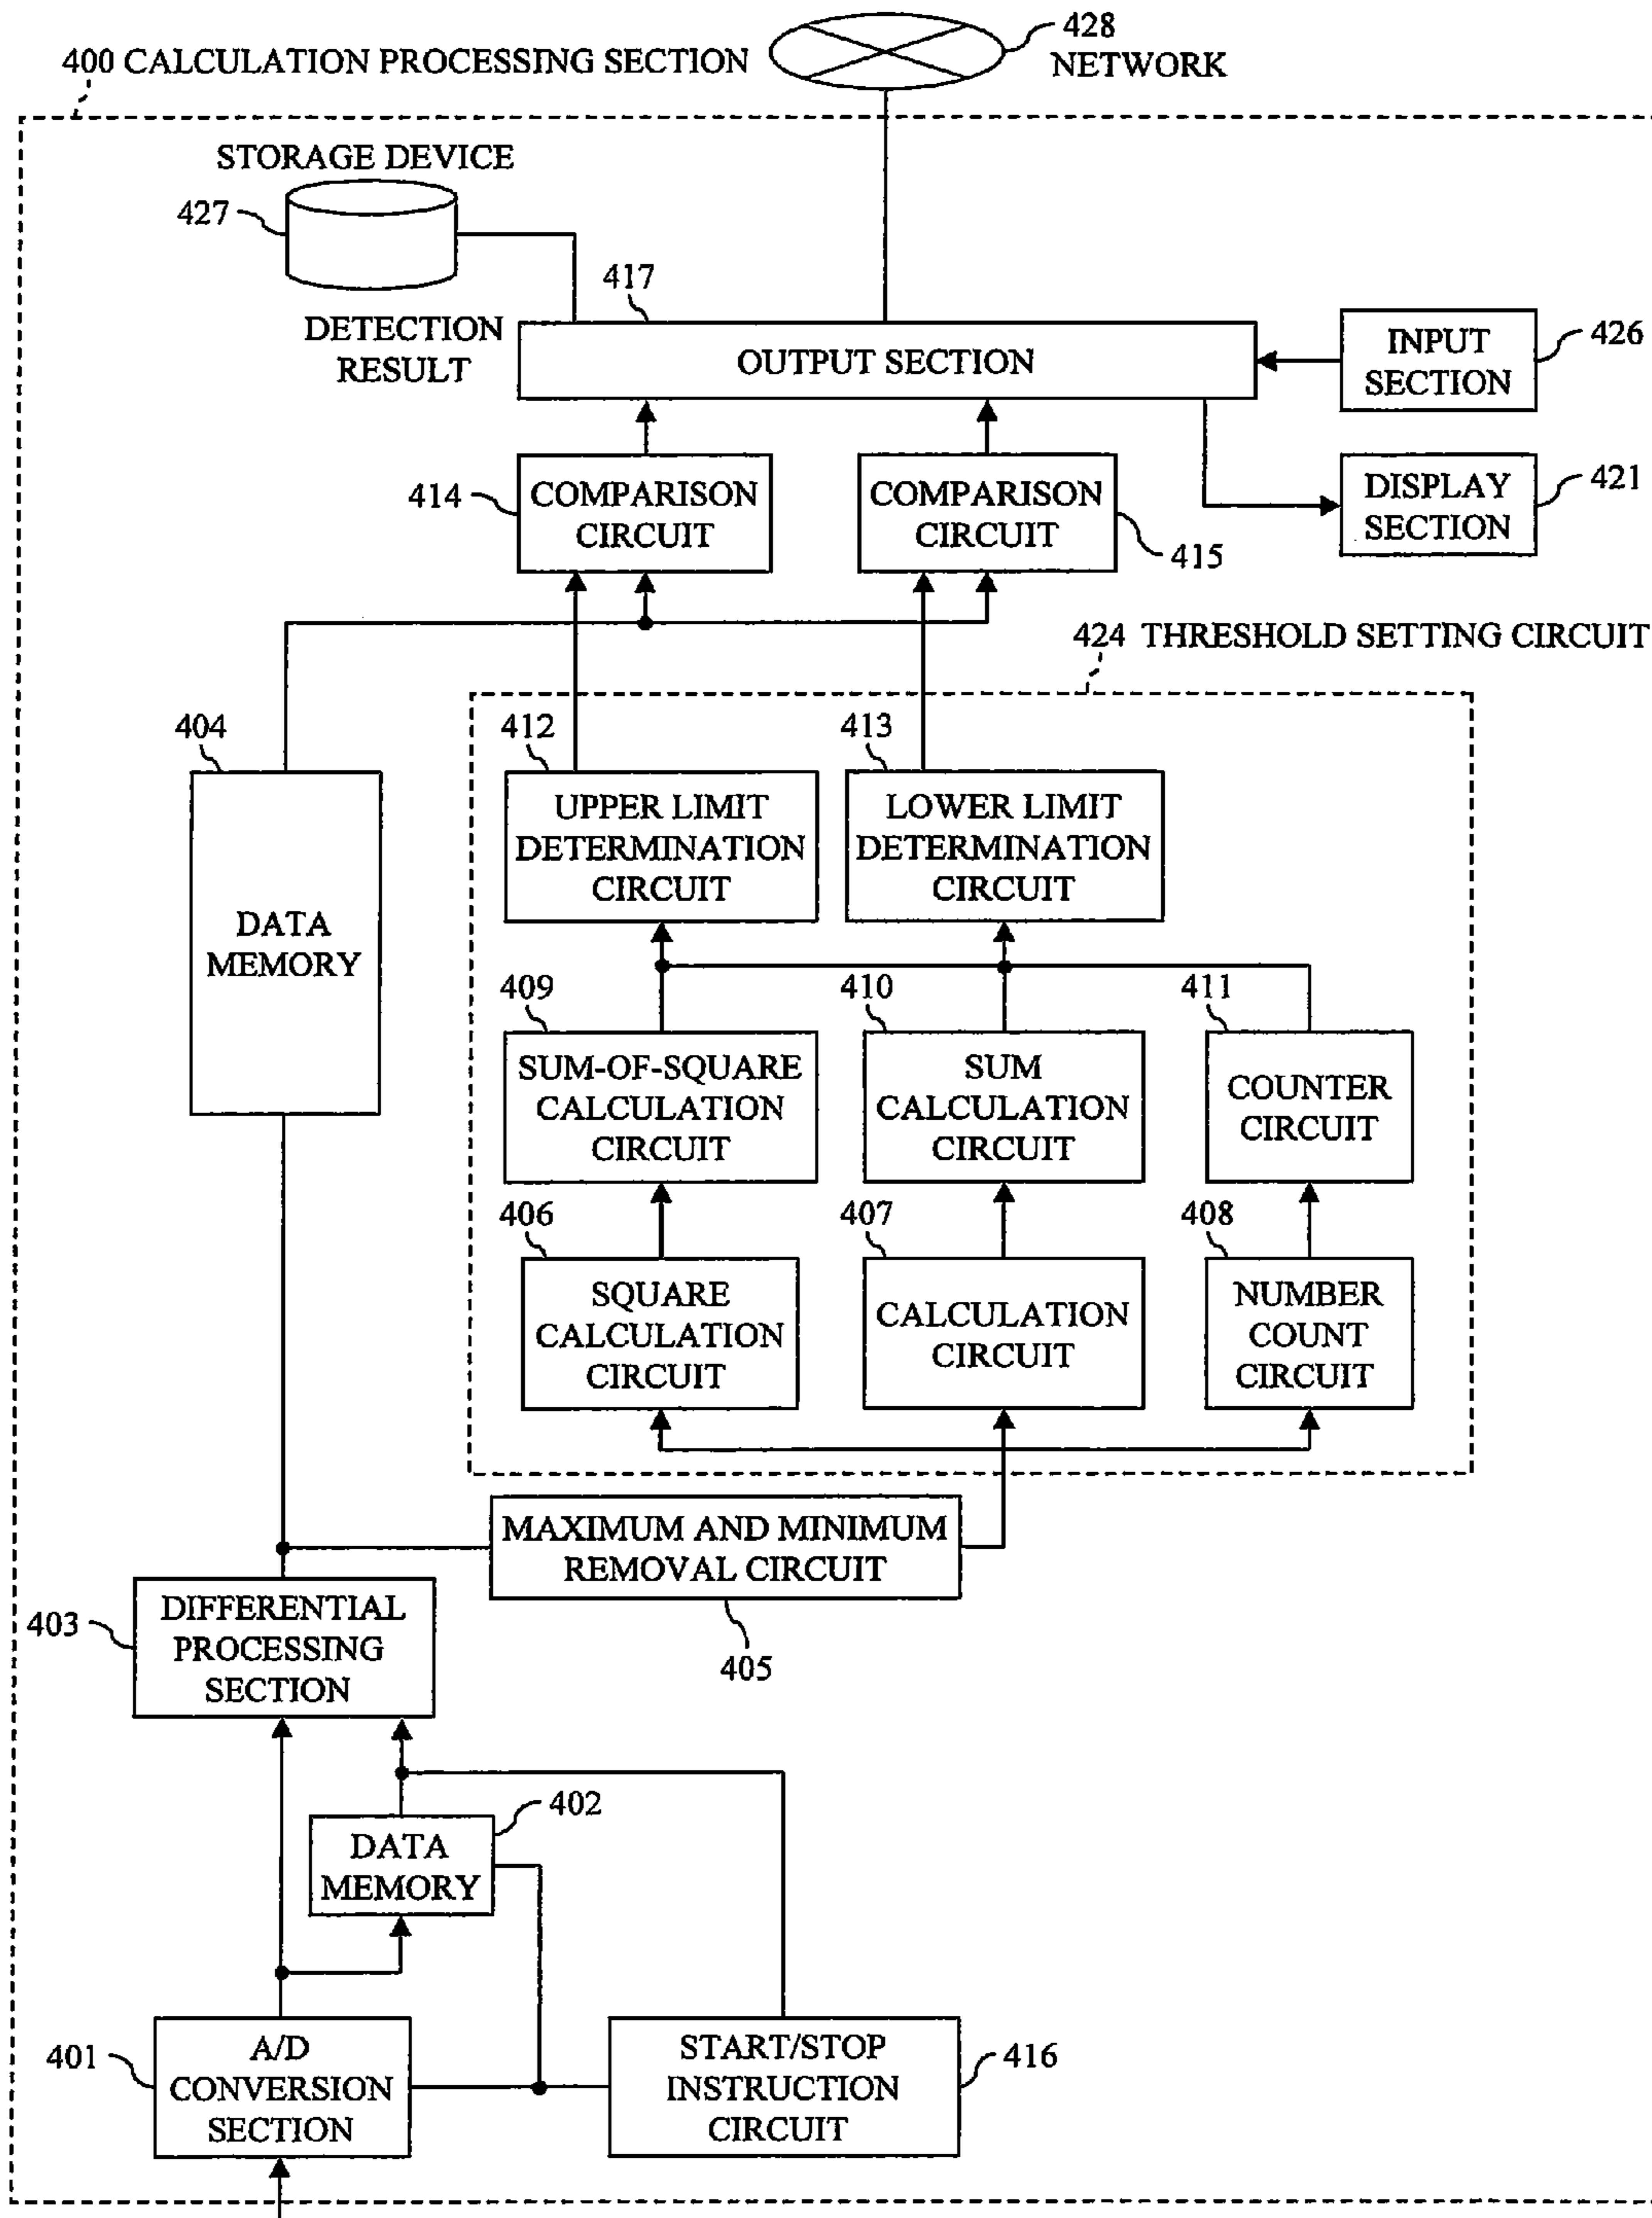 428
NETWORK
400 CALCULATION PROCESSING SECTION
STORAGE DEVICE
427
417
DETECTION
RESULT
OUTPUT SECTION
INPUT
SECTION
426
414
COMPARISON
CIRCUIT
COMPARISON
CIRCUIT
415
DISPLAY
SECTION
421
424 THRESHOLD SETTING CIRCUIT
404
DATA
MEMORY
412
UPPER LIMIT
DETERMINATION
CIRCUIT
413
LOWER LIMIT
DETERMINATION
CIRCUIT
409
SUM-OF-SQUARE
CALCULATION
CIRCUIT
410
SUM
CALCULATION
CIRCUIT
411
COUNTER
CIRCUIT
406
SQUARE
CALCULATION
CIRCUIT
407
CALCULATION
CIRCUIT
408
NUMBER
COUNT
CIRCUIT
MAXIMUM AND MINIMUM
REMOVAL CIRCUIT
405
403
DIFFERENTIAL
PROCESSING
SECTION
402
DATA
MEMORY
401
A/D
CONVERSION
SECTION
START/STOP
INSTRUCTION
CIRCUIT
416